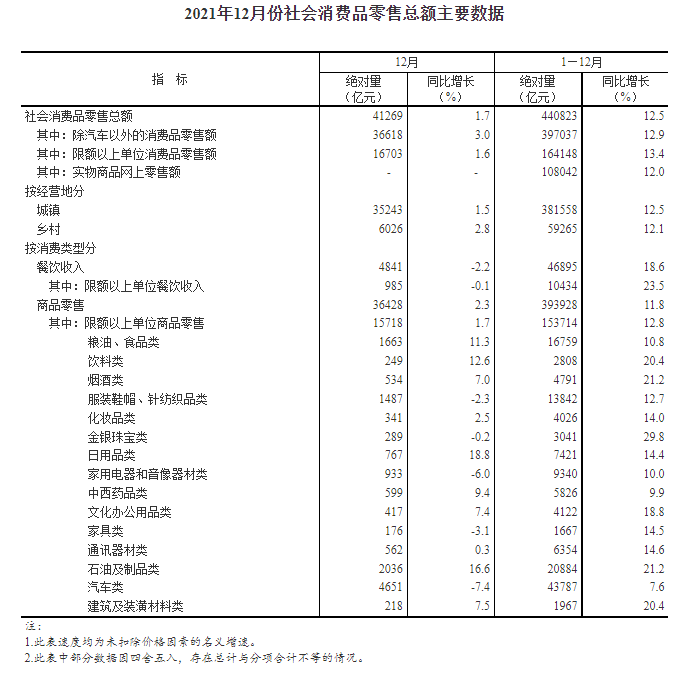 2021年12月份社会消费品零售总额主要数据
指 标 12月 1—12月
绝对量 同比增长 绝对量 同比增长
（亿元） （%） （亿元） （%）
社会消费品零售总额 41269 1.7 440823 12.5
其中：除汽车以外的消费品零售额 36618 3.0 397037 12.9
其中：限额以上单位消费品零售额 16703 1.6 164148 13.4
其中：实物商品网上零售额 - - 108042 12.0
按经营地分
城镇 35243 1.5 381558 12.5
乡村 6026 2.8 59265 12.1
按消费类型分
餐饮收入 4841 -2.2 46895 18.6
其中：限额以上单位餐饮收入 985 -0.1 10434 23.5
商品零售 36428 2.3 393928 11.8
其中：限额以上单位商品零售 15718 1.7 153714 12.8
粮油、食品类 1663 11.3 16759 10.8
饮料类 249 12.6 2808 20.4
烟酒类 534 7.0 4791 21.2
服装鞋帽、针纺织品类 1487 -2.3 13842 12.7
化妆品类 341 2.5 4026 14.0
金银珠宝类 289 -0.2 3041 29.8
日用品类 767 18.8 7421 14.4
家用电器和音像器材类 933 -6.0 9340 10.0
中西药品类 599 9.4 5826 9.9
文化办公用品类 417 7.4 4122 18.8
家具类 176 -3.1 1667 14.5
通讯器材类 562 0.3 6354 14.6
石油及制品类 2036 16.6 20884 21.2
汽车类 4651 -7.4 43787 7.6
建筑及装潢材料类 218 7.5 1967 20.4
注：
1.此表速度均为未扣除价格因素的名义增速。
2.此表中部分数据因四舍五入，存在总计与分项合计不等的情况。